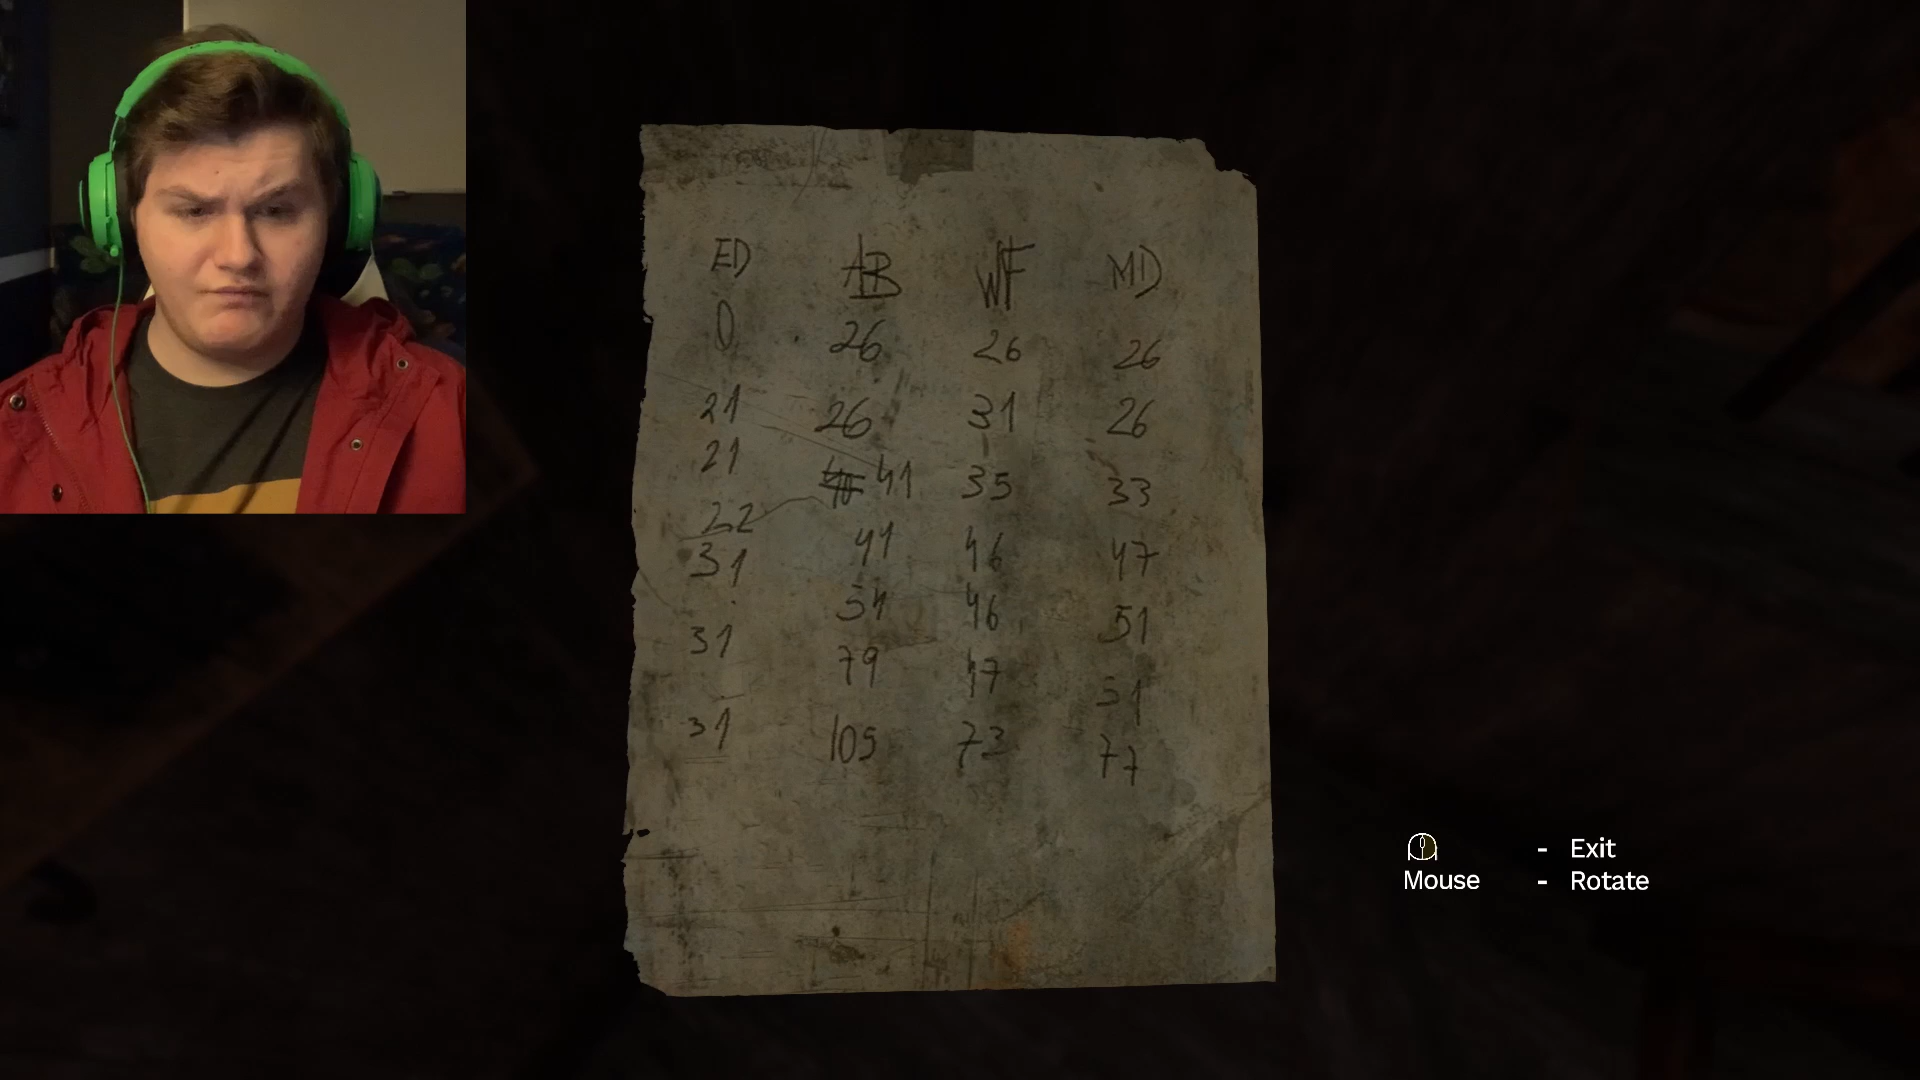 ED AB WF MD
0 26 26 26
21 26 31 26
21 41 35 33
22 41 46 47
31 54 46 51
31 79 47 51
31 105 73 77
- Exit
Mouse - Rotate